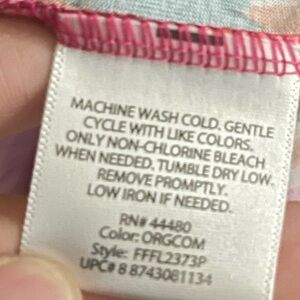 MACHINE WASH COLD. GENTLE
CYCLE WITH LIKE COLORS.
ONLY NON-CHLORINE BLEACH
WHEN NEEDED. TUMBLE DRY LOW.
REMOVE PROMPTLY.
LOW IRON IF NEEDED.
RN# 44480
Color: ORGCOM
Style: FFFL2373P
UPC# 8 8743081134